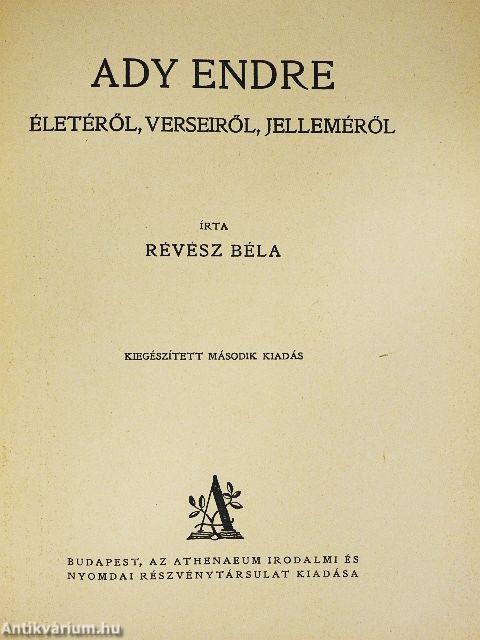 ADY ENDRE
ÉLETÉRŐL, VERSEIRŐL, JELLEMÉRŐL
ÍRTA
RÉVÉSZ BÉLA
KIEGÉSZÍTETT MÁSODIK KIADÁS
A
BUDAPEST, AZ ATHENAEUM IRODALMI ÉS
NYOMDAI RÉSZVÉNYTÁRSULAT KIADÁSA
Antikvárium.hu